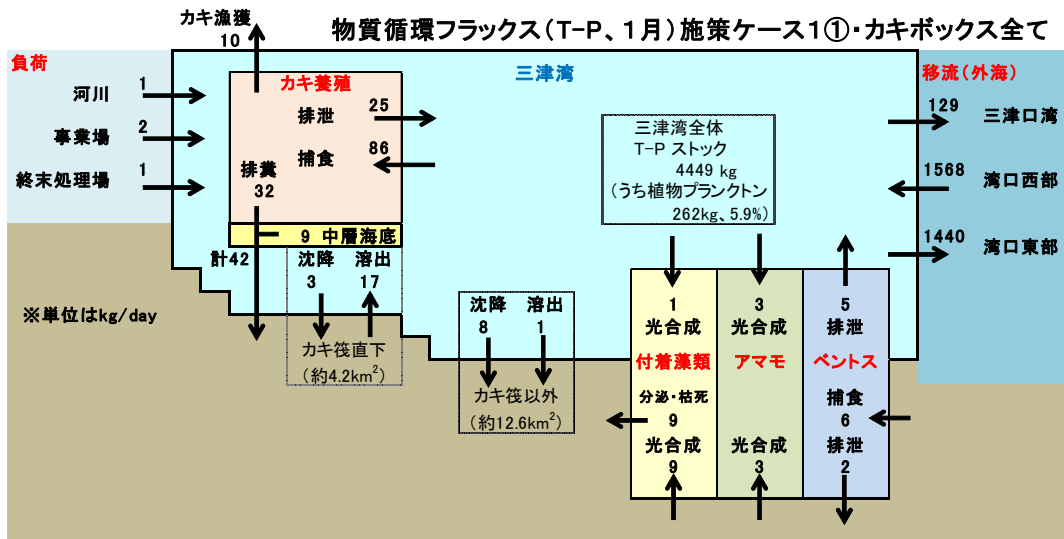 物質循環フラックス(T-P、1月)施策ケース1①・カキボックス全て
カキ漁獲
10
負荷
河川
1
事業場
2
終末処理場
1
カキ養殖
排泄
25
捕食
86
排糞
32
9 中層海底
計42
沈降
3
溶出
17
カキ筏直下
(約4.2km²)
※単位はkg/day
三津湾
三津湾全体
T-P ストック
4449 kg
(うち植物プランクトン
262kg、5.9%)
沈降
8
溶出
1
カキ筏以外
(約12.6km²)
移流(外海)
129
三津口湾
1568
湾口西部
1440
湾口東部
1
光合成
付着藻類
分泌・枯死
9
光合成
9
3
光合成
アマモ
光合成
3
5
排泄
ベントス
捕食
6
排泄
2